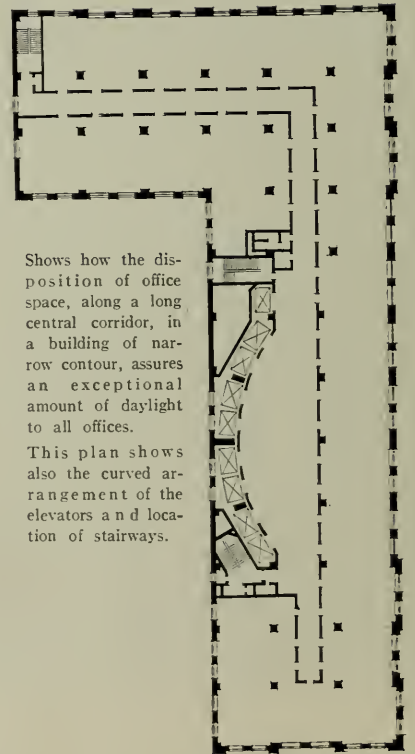 Shows how the dis-
position of office
space, along a long
central corridor, in
a building of nar-
row contour, assures
an exceptional
amount of daylight
to all offices.
This plan shows
also the curved ar-
rangement of the
elevators and loca-
tion of stairways.